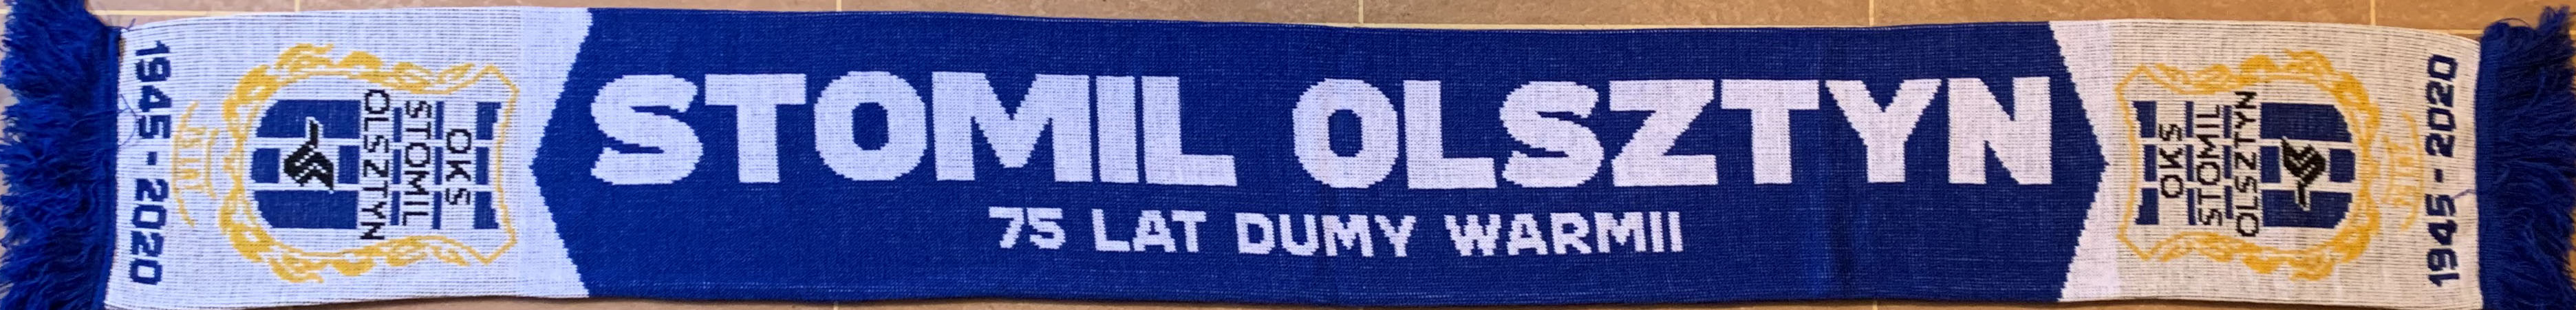 1945 - 2020
OKS
STOMIL
OLSZTYN
STOMIL OLSZTYN
75 LAT DUMY WARMII
OKS
STOMIL
OLSZTYN
1945 - 2020